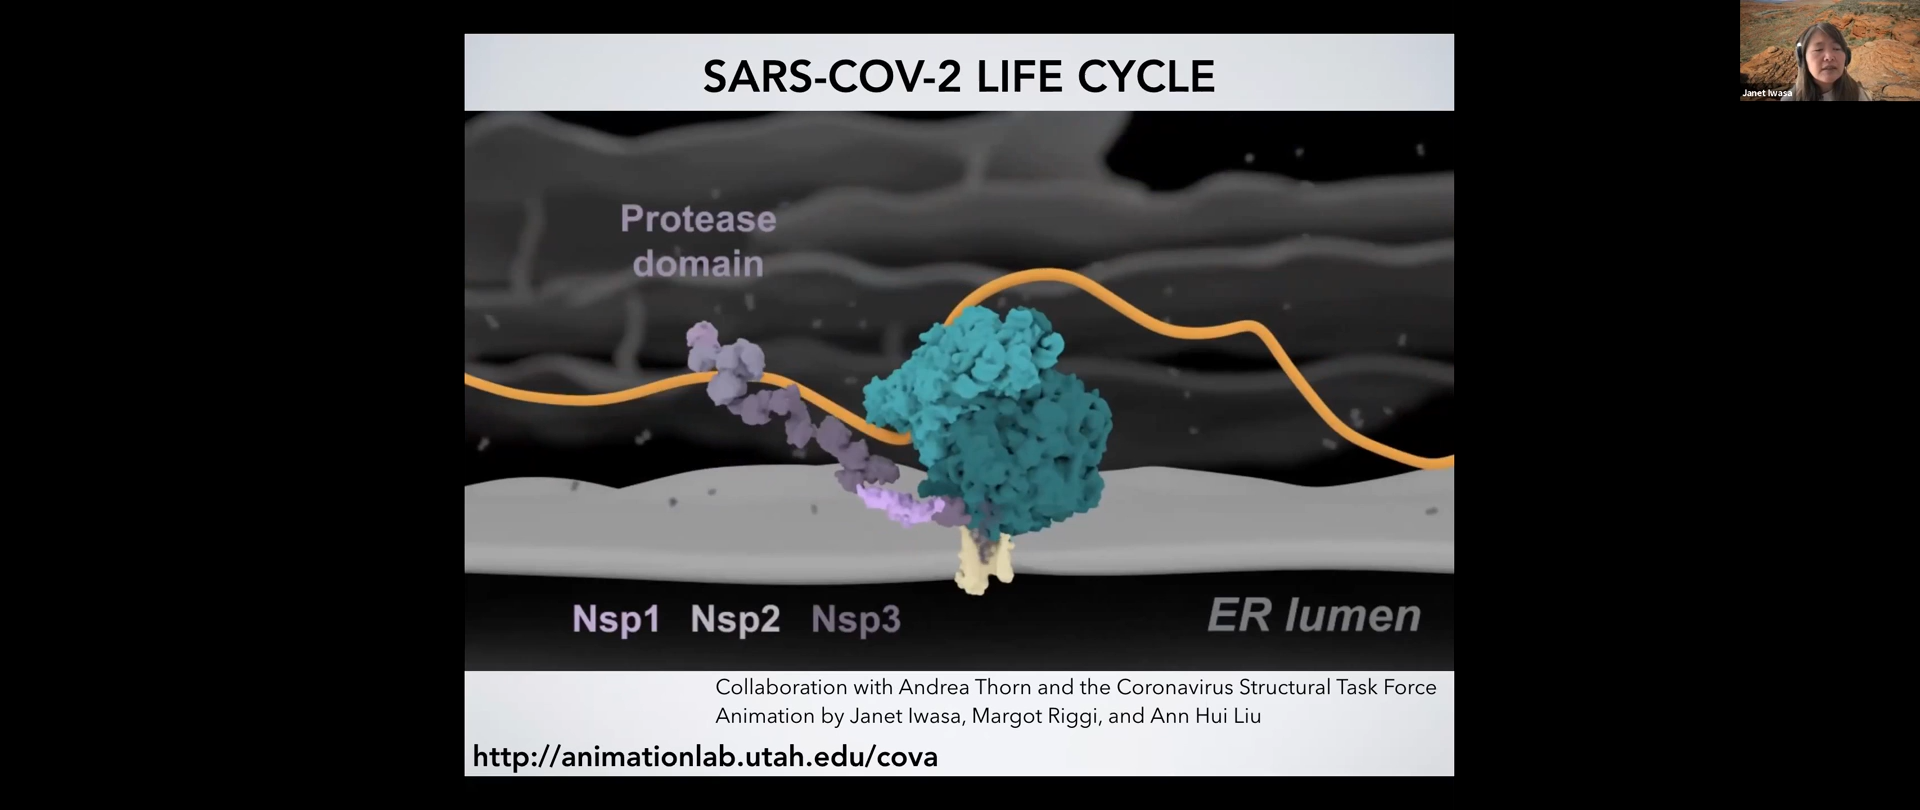 SARS-COV-2 LIFE CYCLE
Janet Iwasa
Protease
domain
Nsp1 Nsp2 Nsp3
ER lumen
Collaboration with Andrea Thorn and the Coronavirus Structural Task Force
Animation by Janet Iwasa, Margot Riggi, and Ann Hui Liu
http://animationlab.utah.edu/cova